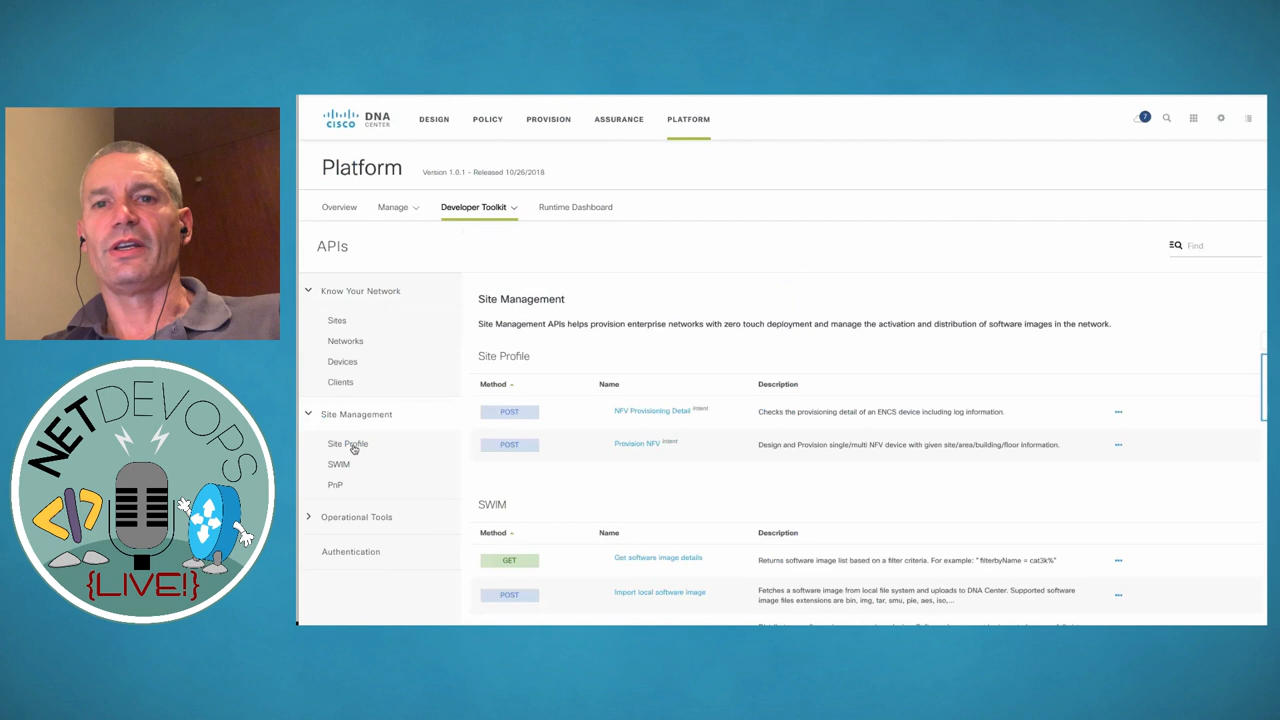 CISCO DNA CENTER
DESIGN POLICY PROVISION ASSURANCE PLATFORM
7
Platform Version 1.0.1 - Released 10/26/2018
Overview Manage Developer Toolkit Runtime Dashboard
APIs
Find
Know Your Network
Sites
Networks
Devices
Clients
Site Management
Site Profile
SWIM
PnP
Operational Tools
Authentication
Site Management
Site Management APIs helps provision enterprise networks with zero touch deployment and manage the activation and distribution of software images in the network.
Site Profile
Method Name Description
POST NFV Provisioning Detail Intent Checks the provisioning detail of an ENCS device including log information.
POST Provision NFV Intent Design and Provision single/multi NFV device with given site/area/building/floor information.
SWIM
Method Name Description
GET Get software image details Returns software image list based on a filter criteria. For example: "filterbyName = cat3k%"
POST Import local software image Fetches a software image from local file system and uploads to DNA Center. Supported software
image files extensions are bin, img, tar, smu, pie, aes, iso,...
NETDEVOPS
{LIVE!}